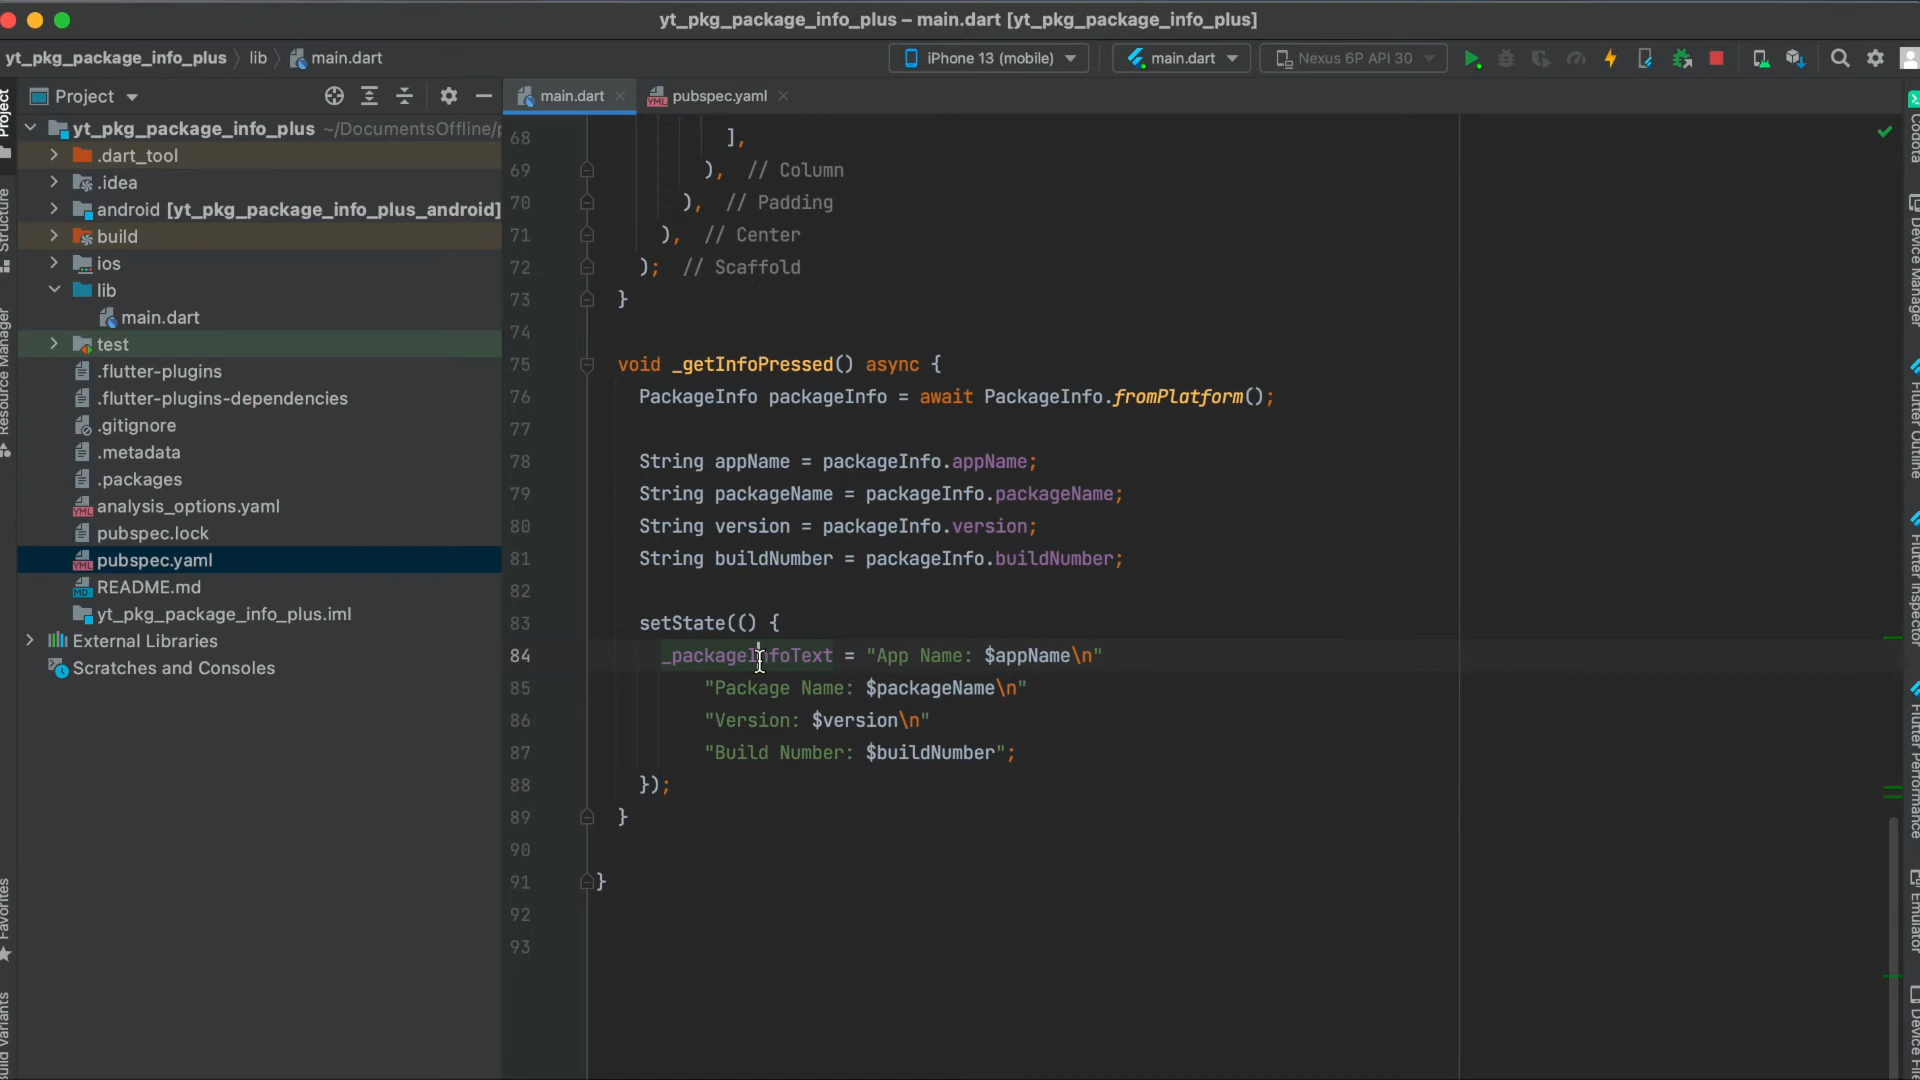 yt_pkg_package_info_plus – main.dart [yt_pkg_package_info_plus]
yt_pkg_package_info_plus lib main.dart
iPhone 13 (mobile)
main.dart
Nexus 6P API 30
Project
main.dart
pubspec.yaml
yt_pkg_package_info_plus ~/DocumentsOffline/
.dart_tool
.idea
android [yt_pkg_package_info_plus_android]
build
ios
lib
main.dart
test
.flutter-plugins
.flutter-plugins-dependencies
.gitignore
.metadata
.packages
analysis_options.yaml
pubspec.lock
pubspec.yaml
README.md
yt_pkg_package_info_plus.iml
External Libraries
Scratches and Consoles
Project
Structure
Resource Manager
Favorites
Build Variants
68 ],
69 ), // Column
70 ), // Padding
71 ), // Center
72 ); // Scaffold
73 }
74
75 void _getInfoPressed() async {
76 PackageInfo packageInfo = await PackageInfo.fromPlatform();
77
78 String appName = packageInfo.appName;
79 String packageName = packageInfo.packageName;
80 String version = packageInfo.version;
81 String buildNumber = packageInfo.buildNumber;
82
83 setState(() {
84 _packageInfoText = "App Name: $appName\n"
85 "Package Name: $packageName\n"
86 "Version: $version\n"
87 "Build Number: $buildNumber";
88 });
89 }
90
91 }
92
93
Codota
Device Manager
Flutter Outline
Flutter Inspector
Flutter Performance
Emulator
Device File